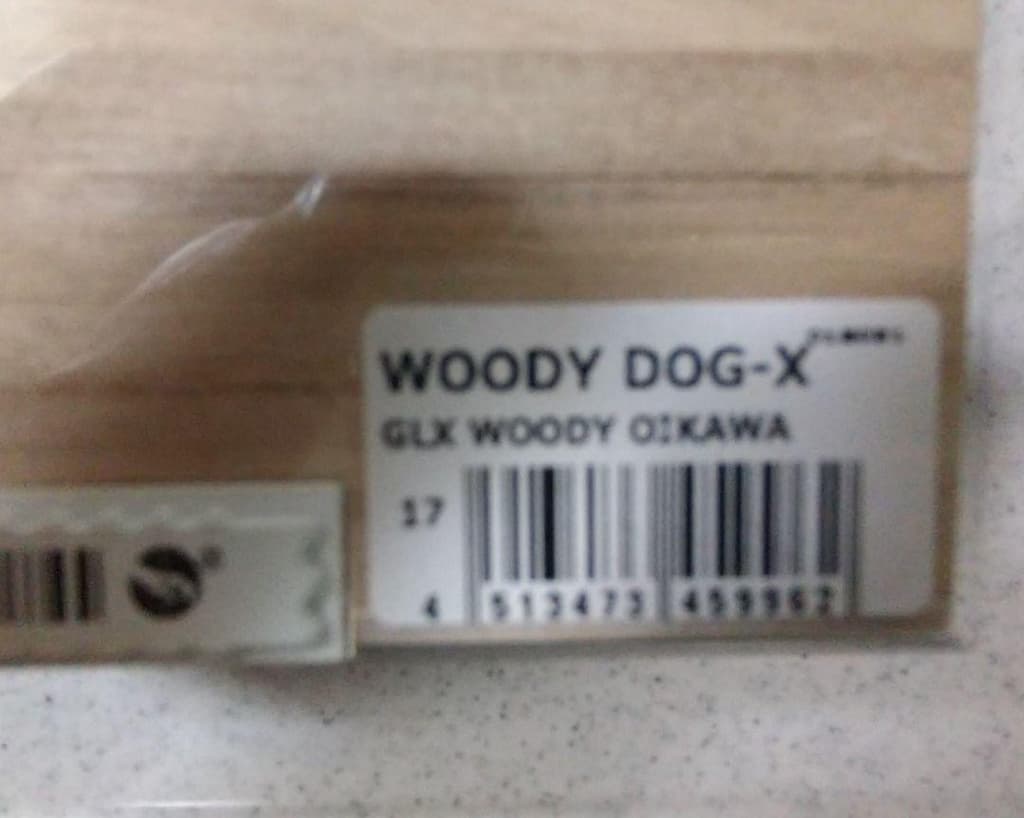 WOODY DOG-X
GLX WOODY OIKAWA
17
4 513473 459962